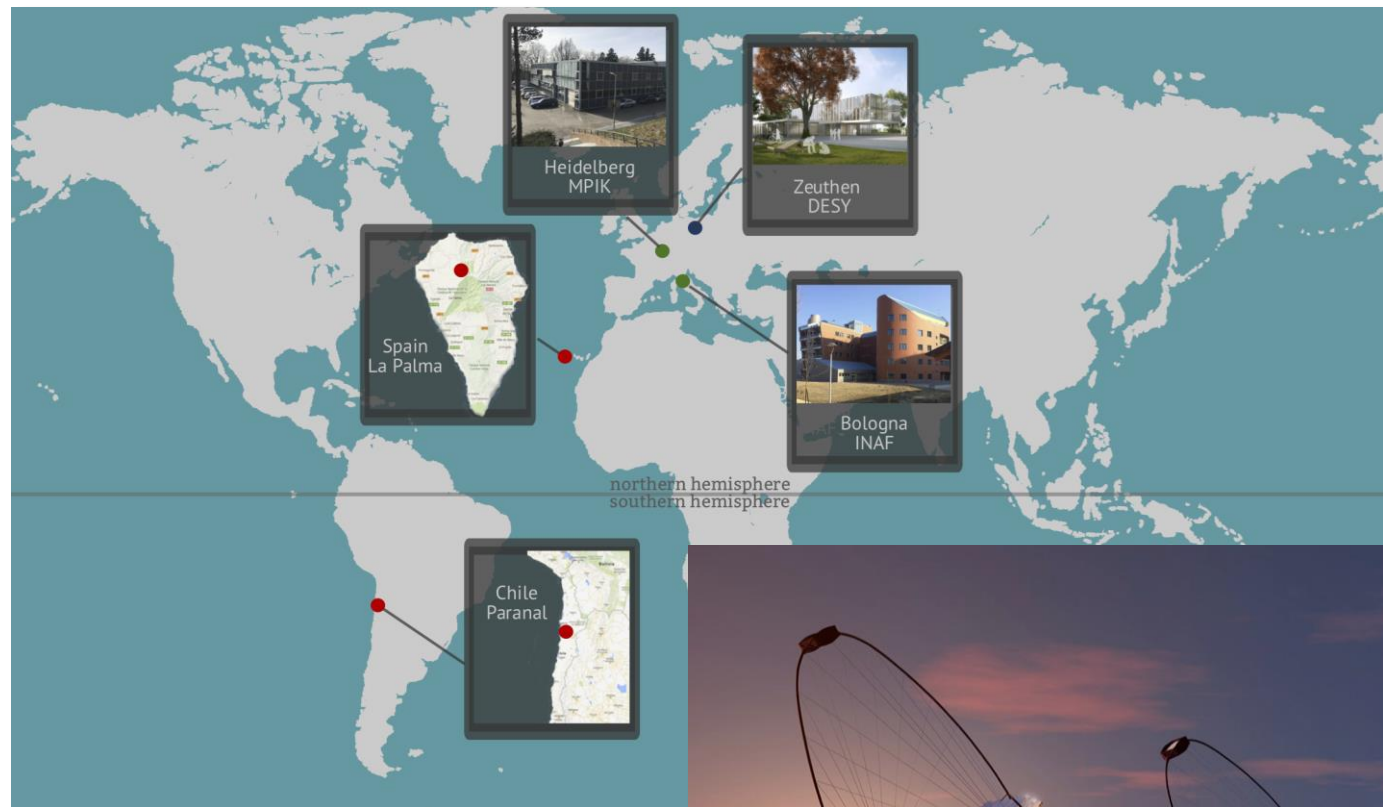 Heidelberg
MPIK
Zeuthen
DESY
Spain
La Palma
Bologna
INAF
northern hemisphere
southern hemisphere
Chile
Paranal